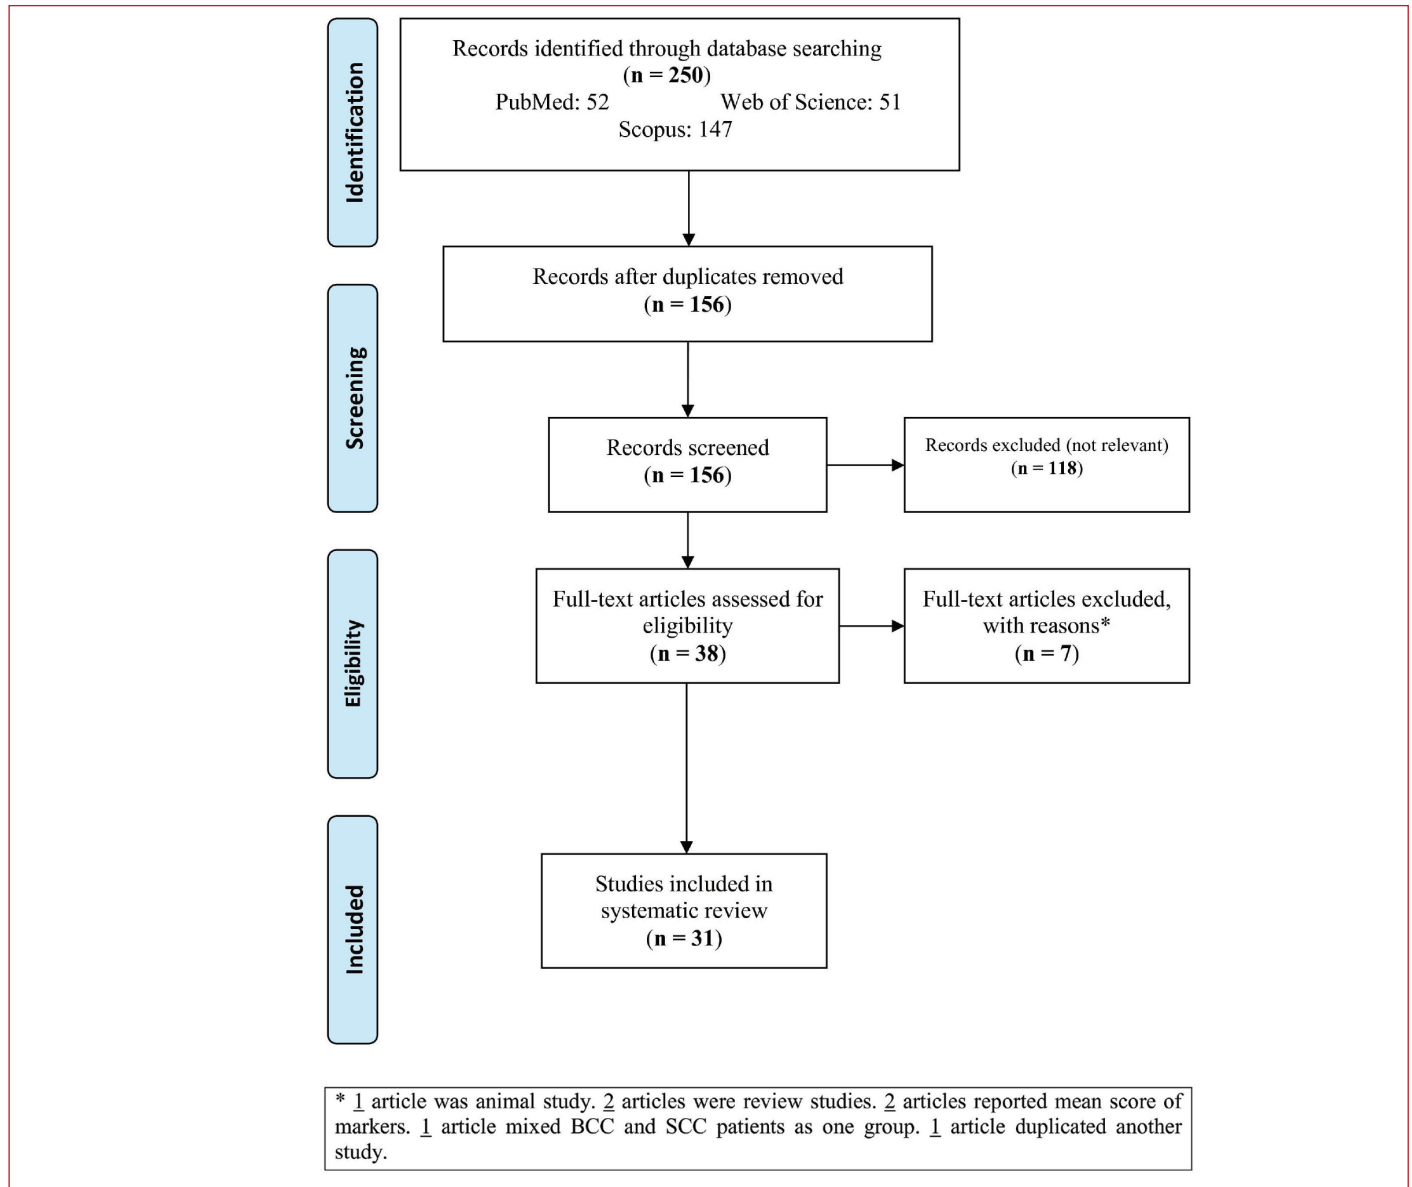 Identification
Records identified through database searching
(n = 250)
PubMed: 52 Web of Science: 51
Scopus: 147
Records after duplicates removed
(n = 156)
Screening
Records screened
(n = 156)
Records excluded (not relevant)
(n = 118)
Eligibility
Full-text articles assessed for
eligibility
(n = 38)
Full-text articles excluded,
with reasons*
(n = 7)
Included
Studies included in
systematic review
(n = 31)
* 1 article was animal study. 2 articles were review studies. 2 articles reported mean score of
markers. 1 article mixed BCC and SCC patients as one group. 1 article duplicated another
study.